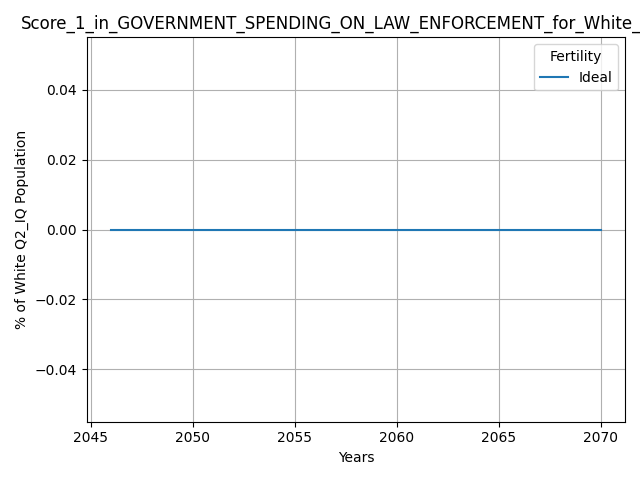 Score_1_in_GOVERNMENT_SPENDING_ON_LAW_ENFORCEMENT_for_White_
Fertility
Ideal
0.04
0.02
0.00
−0.02
−0.04
% of White Q2_IQ Population
2045 2050 2055 2060 2065 2070
Years